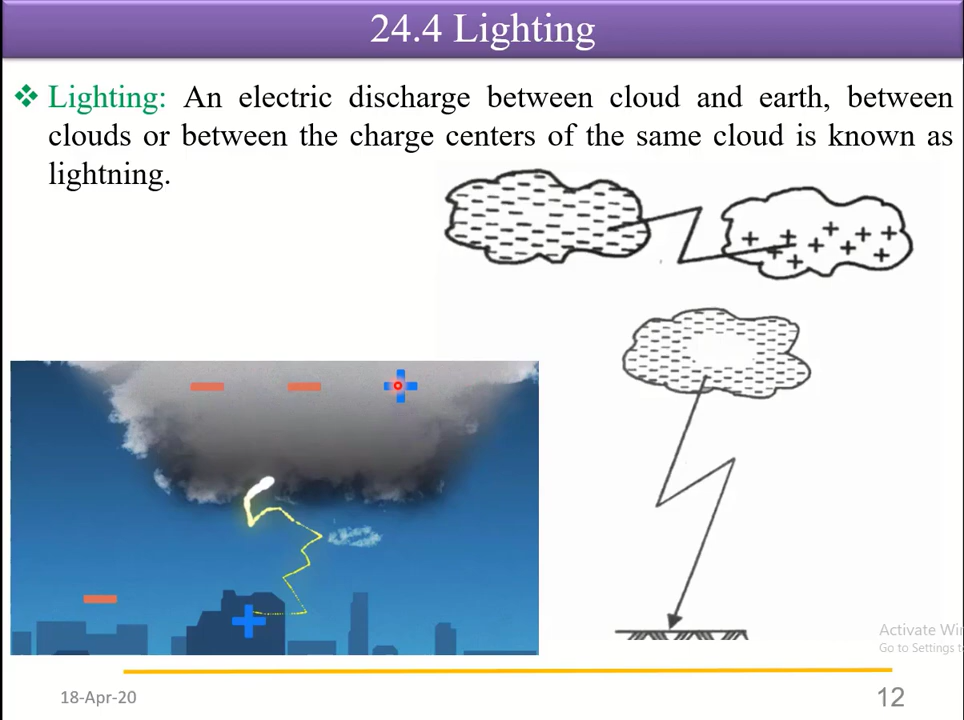 24.4 Lighting
❖ Lighting: An electric discharge between cloud and earth, between
clouds or between the charge centers of the same cloud is known as
lightning.
Activate Wi
Go to Settings t
18-Apr-20
12